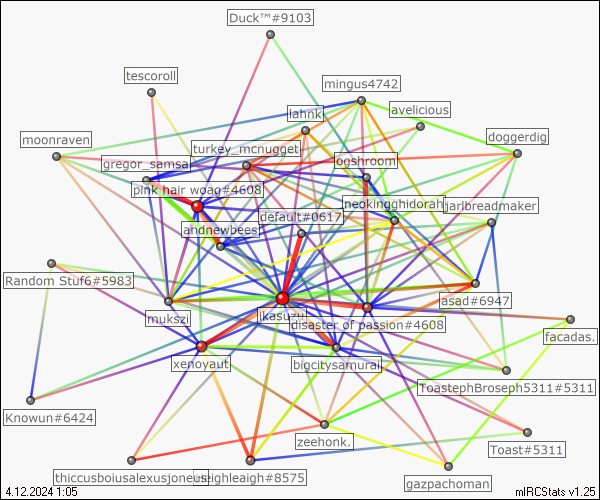 Duck™#9103
tescoroll
mingus4742
avelicious
lahnk
doggerdig
moonraven
turkey_mcnugget
gregor_samsa
ogshroom
pink hair woag#4608
neokingghidorah
jarlbreadmaker
default#0617
andnewbees
Random Stuf6#5983
asad#6947
jikasuzu
mukszi
disaster of passion#4608
facadas.
xenoyaut
bigcitysamurai
ToastephBroseph5311#5311
Knowun#6424
zeehonk.
Toast#5311
thiccusboiusalexusjoneus
leighleaigh#8575
gazpachoman
4.12.2024 1:05
mIRCStats v1.25